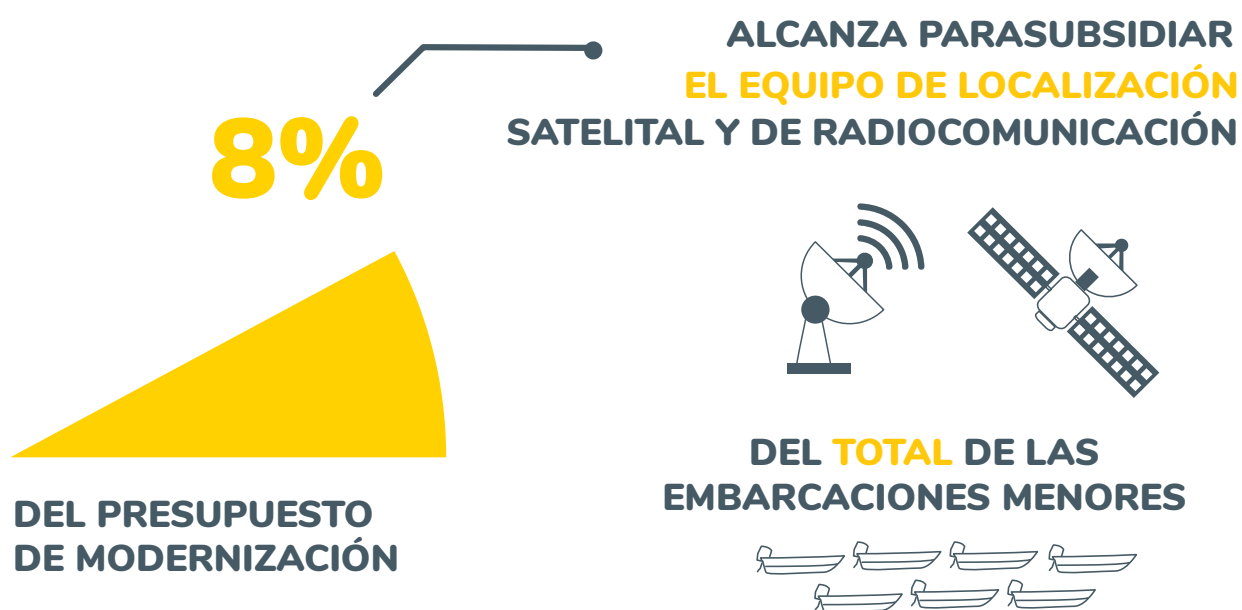 8%
DEL PRESUPUESTO
DE MODERNIZACIÓN
ALCANZA PARASUBSIDIAR
EL EQUIPO DE LOCALIZACIÓN
SATELITAL Y DE RADIOCOMUNICACIÓN
DEL TOTAL DE LAS
EMBARCACIONES MENORES